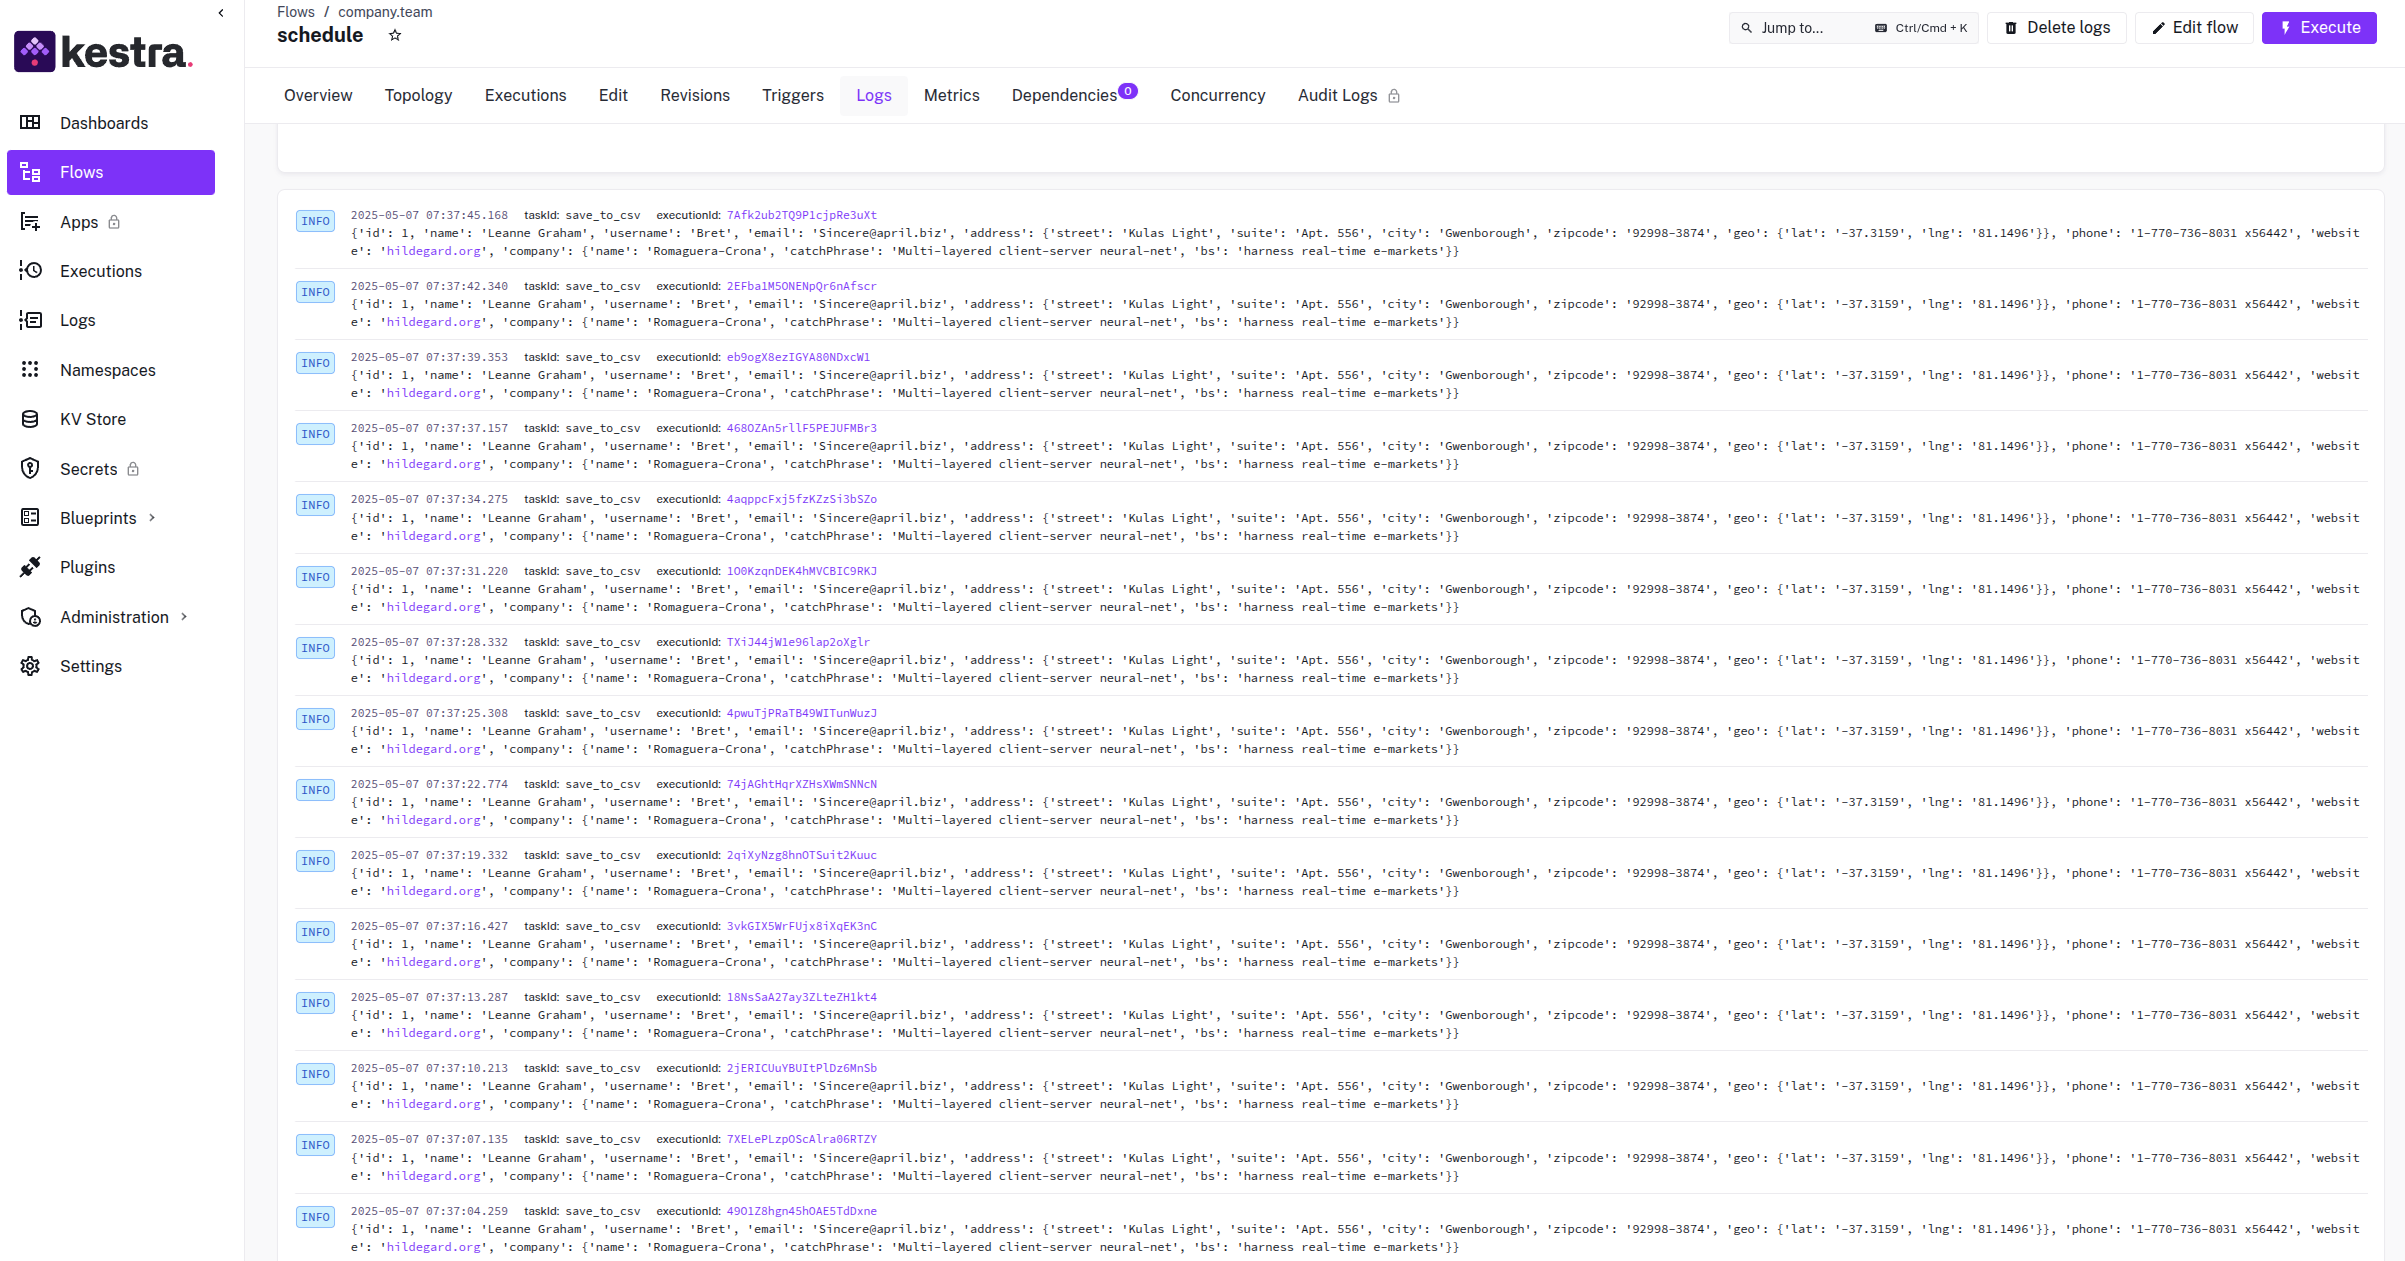 kestra.
Dashboards
Flows
Apps
Executions
Logs
Namespaces
KV Store
Secrets
Blueprints
Plugins
Administration
Settings
Flows / company.team
schedule
Jump to... Ctrl/Cmd + K
Delete logs
Edit flow
Execute
Overview Topology Executions Edit Revisions Triggers Logs Metrics Dependencies 0 Concurrency Audit Logs
INFO 2025-05-07 07:37:45.168 taskId: save_to_csv executionId: 7Afk2ub2TQ9P1cjpRe3uXt
{'id': 1, 'name': 'Leanne Graham', 'username': 'Bret', 'email': 'Sincere@april.biz', 'address': {'street': 'Kulas Light', 'suite': 'Apt. 556', 'city': 'Gwenborough', 'zipcode': '92998-3874', 'geo': {'lat': '-37.3159', 'lng': '81.1496'}}, 'phone': '1-770-736-8031 x56442', 'websit
e': 'hildegard.org', 'company': {'name': 'Romaguera-Crona', 'catchPhrase': 'Multi-layered client-server neural-net', 'bs': 'harness real-time e-markets'}}
INFO 2025-05-07 07:37:42.340 taskId: save_to_csv executionId: 2EFba1M5ONENpQr6nAfscr
{'id': 1, 'name': 'Leanne Graham', 'username': 'Bret', 'email': 'Sincere@april.biz', 'address': {'street': 'Kulas Light', 'suite': 'Apt. 556', 'city': 'Gwenborough', 'zipcode': '92998-3874', 'geo': {'lat': '-37.3159', 'lng': '81.1496'}}, 'phone': '1-770-736-8031 x56442', 'websit
e': 'hildegard.org', 'company': {'name': 'Romaguera-Crona', 'catchPhrase': 'Multi-layered client-server neural-net', 'bs': 'harness real-time e-markets'}}
INFO 2025-05-07 07:37:39.353 taskId: save_to_csv executionId: eb9ogX8ezIGYA80NDxcW1
{'id': 1, 'name': 'Leanne Graham', 'username': 'Bret', 'email': 'Sincere@april.biz', 'address': {'street': 'Kulas Light', 'suite': 'Apt. 556', 'city': 'Gwenborough', 'zipcode': '92998-3874', 'geo': {'lat': '-37.3159', 'lng': '81.1496'}}, 'phone': '1-770-736-8031 x56442', 'websit
e': 'hildegard.org', 'company': {'name': 'Romaguera-Crona', 'catchPhrase': 'Multi-layered client-server neural-net', 'bs': 'harness real-time e-markets'}}
INFO 2025-05-07 07:37:37.157 taskId: save_to_csv executionId: 468OZAn5rllF5PEJUFMBr3
{'id': 1, 'name': 'Leanne Graham', 'username': 'Bret', 'email': 'Sincere@april.biz', 'address': {'street': 'Kulas Light', 'suite': 'Apt. 556', 'city': 'Gwenborough', 'zipcode': '92998-3874', 'geo': {'lat': '-37.3159', 'lng': '81.1496'}}, 'phone': '1-770-736-8031 x56442', 'websit
e': 'hildegard.org', 'company': {'name': 'Romaguera-Crona', 'catchPhrase': 'Multi-layered client-server neural-net', 'bs': 'harness real-time e-markets'}}
INFO 2025-05-07 07:37:34.275 taskId: save_to_csv executionId: 4aqppcFxj5fzKZzSi3bSZo
{'id': 1, 'name': 'Leanne Graham', 'username': 'Bret', 'email': 'Sincere@april.biz', 'address': {'street': 'Kulas Light', 'suite': 'Apt. 556', 'city': 'Gwenborough', 'zipcode': '92998-3874', 'geo': {'lat': '-37.3159', 'lng': '81.1496'}}, 'phone': '1-770-736-8031 x56442', 'websit
e': 'hildegard.org', 'company': {'name': 'Romaguera-Crona', 'catchPhrase': 'Multi-layered client-server neural-net', 'bs': 'harness real-time e-markets'}}
INFO 2025-05-07 07:37:31.220 taskId: save_to_csv executionId: 1O0KzqnDEK4hMVCBIC9RKJ
{'id': 1, 'name': 'Leanne Graham', 'username': 'Bret', 'email': 'Sincere@april.biz', 'address': {'street': 'Kulas Light', 'suite': 'Apt. 556', 'city': 'Gwenborough', 'zipcode': '92998-3874', 'geo': {'lat': '-37.3159', 'lng': '81.1496'}}, 'phone': '1-770-736-8031 x56442', 'websit
e': 'hildegard.org', 'company': {'name': 'Romaguera-Crona', 'catchPhrase': 'Multi-layered client-server neural-net', 'bs': 'harness real-time e-markets'}}
INFO 2025-05-07 07:37:28.332 taskId: save_to_csv executionId: TXiJ44jW1e96lap2oXglr
{'id': 1, 'name': 'Leanne Graham', 'username': 'Bret', 'email': 'Sincere@april.biz', 'address': {'street': 'Kulas Light', 'suite': 'Apt. 556', 'city': 'Gwenborough', 'zipcode': '92998-3874', 'geo': {'lat': '-37.3159', 'lng': '81.1496'}}, 'phone': '1-770-736-8031 x56442', 'websit
e': 'hildegard.org', 'company': {'name': 'Romaguera-Crona', 'catchPhrase': 'Multi-layered client-server neural-net', 'bs': 'harness real-time e-markets'}}
INFO 2025-05-07 07:37:25.308 taskId: save_to_csv executionId: 4pwuTjPRaTB49WITunWuzJ
{'id': 1, 'name': 'Leanne Graham', 'username': 'Bret', 'email': 'Sincere@april.biz', 'address': {'street': 'Kulas Light', 'suite': 'Apt. 556', 'city': 'Gwenborough', 'zipcode': '92998-3874', 'geo': {'lat': '-37.3159', 'lng': '81.1496'}}, 'phone': '1-770-736-8031 x56442', 'websit
e': 'hildegard.org', 'company': {'name': 'Romaguera-Crona', 'catchPhrase': 'Multi-layered client-server neural-net', 'bs': 'harness real-time e-markets'}}
INFO 2025-05-07 07:37:22.774 taskId: save_to_csv executionId: 74jAGhtHqrXZHsXWmSNNcN
{'id': 1, 'name': 'Leanne Graham', 'username': 'Bret', 'email': 'Sincere@april.biz', 'address': {'street': 'Kulas Light', 'suite': 'Apt. 556', 'city': 'Gwenborough', 'zipcode': '92998-3874', 'geo': {'lat': '-37.3159', 'lng': '81.1496'}}, 'phone': '1-770-736-8031 x56442', 'websit
e': 'hildegard.org', 'company': {'name': 'Romaguera-Crona', 'catchPhrase': 'Multi-layered client-server neural-net', 'bs': 'harness real-time e-markets'}}
INFO 2025-05-07 07:37:19.332 taskId: save_to_csv executionId: 2qiXyNzg8hnOTSuit2Kuuc
{'id': 1, 'name': 'Leanne Graham', 'username': 'Bret', 'email': 'Sincere@april.biz', 'address': {'street': 'Kulas Light', 'suite': 'Apt. 556', 'city': 'Gwenborough', 'zipcode': '92998-3874', 'geo': {'lat': '-37.3159', 'lng': '81.1496'}}, 'phone': '1-770-736-8031 x56442', 'websit
e': 'hildegard.org', 'company': {'name': 'Romaguera-Crona', 'catchPhrase': 'Multi-layered client-server neural-net', 'bs': 'harness real-time e-markets'}}
INFO 2025-05-07 07:37:16.427 taskId: save_to_csv executionId: 3vkGIX5WrFUjx8iXqEK3nC
{'id': 1, 'name': 'Leanne Graham', 'username': 'Bret', 'email': 'Sincere@april.biz', 'address': {'street': 'Kulas Light', 'suite': 'Apt. 556', 'city': 'Gwenborough', 'zipcode': '92998-3874', 'geo': {'lat': '-37.3159', 'lng': '81.1496'}}, 'phone': '1-770-736-8031 x56442', 'websit
e': 'hildegard.org', 'company': {'name': 'Romaguera-Crona', 'catchPhrase': 'Multi-layered client-server neural-net', 'bs': 'harness real-time e-markets'}}
INFO 2025-05-07 07:37:13.287 taskId: save_to_csv executionId: 18NsSaA27ay3ZLteZH1kt4
{'id': 1, 'name': 'Leanne Graham', 'username': 'Bret', 'email': 'Sincere@april.biz', 'address': {'street': 'Kulas Light', 'suite': 'Apt. 556', 'city': 'Gwenborough', 'zipcode': '92998-3874', 'geo': {'lat': '-37.3159', 'lng': '81.1496'}}, 'phone': '1-770-736-8031 x56442', 'websit
e': 'hildegard.org', 'company': {'name': 'Romaguera-Crona', 'catchPhrase': 'Multi-layered client-server neural-net', 'bs': 'harness real-time e-markets'}}
INFO 2025-05-07 07:37:10.213 taskId: save_to_csv executionId: 2jERICUuYBUItPlDz6MnSb
{'id': 1, 'name': 'Leanne Graham', 'username': 'Bret', 'email': 'Sincere@april.biz', 'address': {'street': 'Kulas Light', 'suite': 'Apt. 556', 'city': 'Gwenborough', 'zipcode': '92998-3874', 'geo': {'lat': '-37.3159', 'lng': '81.1496'}}, 'phone': '1-770-736-8031 x56442', 'websit
e': 'hildegard.org', 'company': {'name': 'Romaguera-Crona', 'catchPhrase': 'Multi-layered client-server neural-net', 'bs': 'harness real-time e-markets'}}
INFO 2025-05-07 07:37:07.135 taskId: save_to_csv executionId: 7XELePLzpOScAlra06RTZY
{'id': 1, 'name': 'Leanne Graham', 'username': 'Bret', 'email': 'Sincere@april.biz', 'address': {'street': 'Kulas Light', 'suite': 'Apt. 556', 'city': 'Gwenborough', 'zipcode': '92998-3874', 'geo': {'lat': '-37.3159', 'lng': '81.1496'}}, 'phone': '1-770-736-8031 x56442', 'websit
e': 'hildegard.org', 'company': {'name': 'Romaguera-Crona', 'catchPhrase': 'Multi-layered client-server neural-net', 'bs': 'harness real-time e-markets'}}
INFO 2025-05-07 07:37:04.259 taskId: save_to_csv executionId: 49O1Z8hgn45hOAE5TdDxne
{'id': 1, 'name': 'Leanne Graham', 'username': 'Bret', 'email': 'Sincere@april.biz', 'address': {'street': 'Kulas Light', 'suite': 'Apt. 556', 'city': 'Gwenborough', 'zipcode': '92998-3874', 'geo': {'lat': '-37.3159', 'lng': '81.1496'}}, 'phone': '1-770-736-8031 x56442', 'websit
e': 'hildegard.org', 'company': {'name': 'Romaguera-Crona', 'catchPhrase': 'Multi-layered client-server neural-net', 'bs': 'harness real-time e-markets'}}